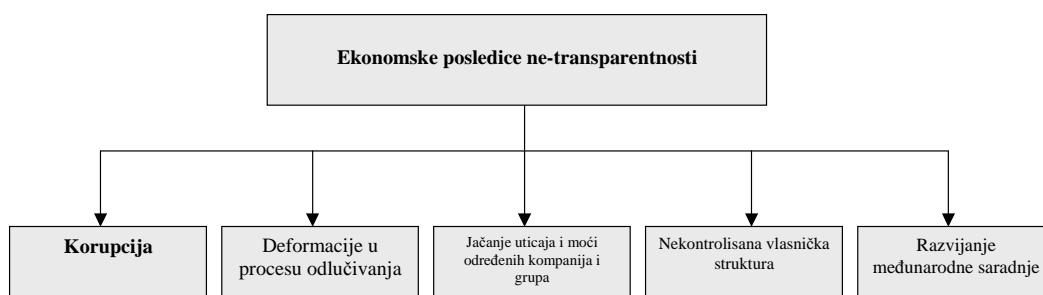 Ekonomske posledice ne-transparentnosti
Korupcija
Deformacije u
procesu odlučivanja
Jačanje uticaja i moći
određenih kompanija i
grupa
Nekontrolisana vlasnička
struktura
Razvijanje
međunarodne saradnje